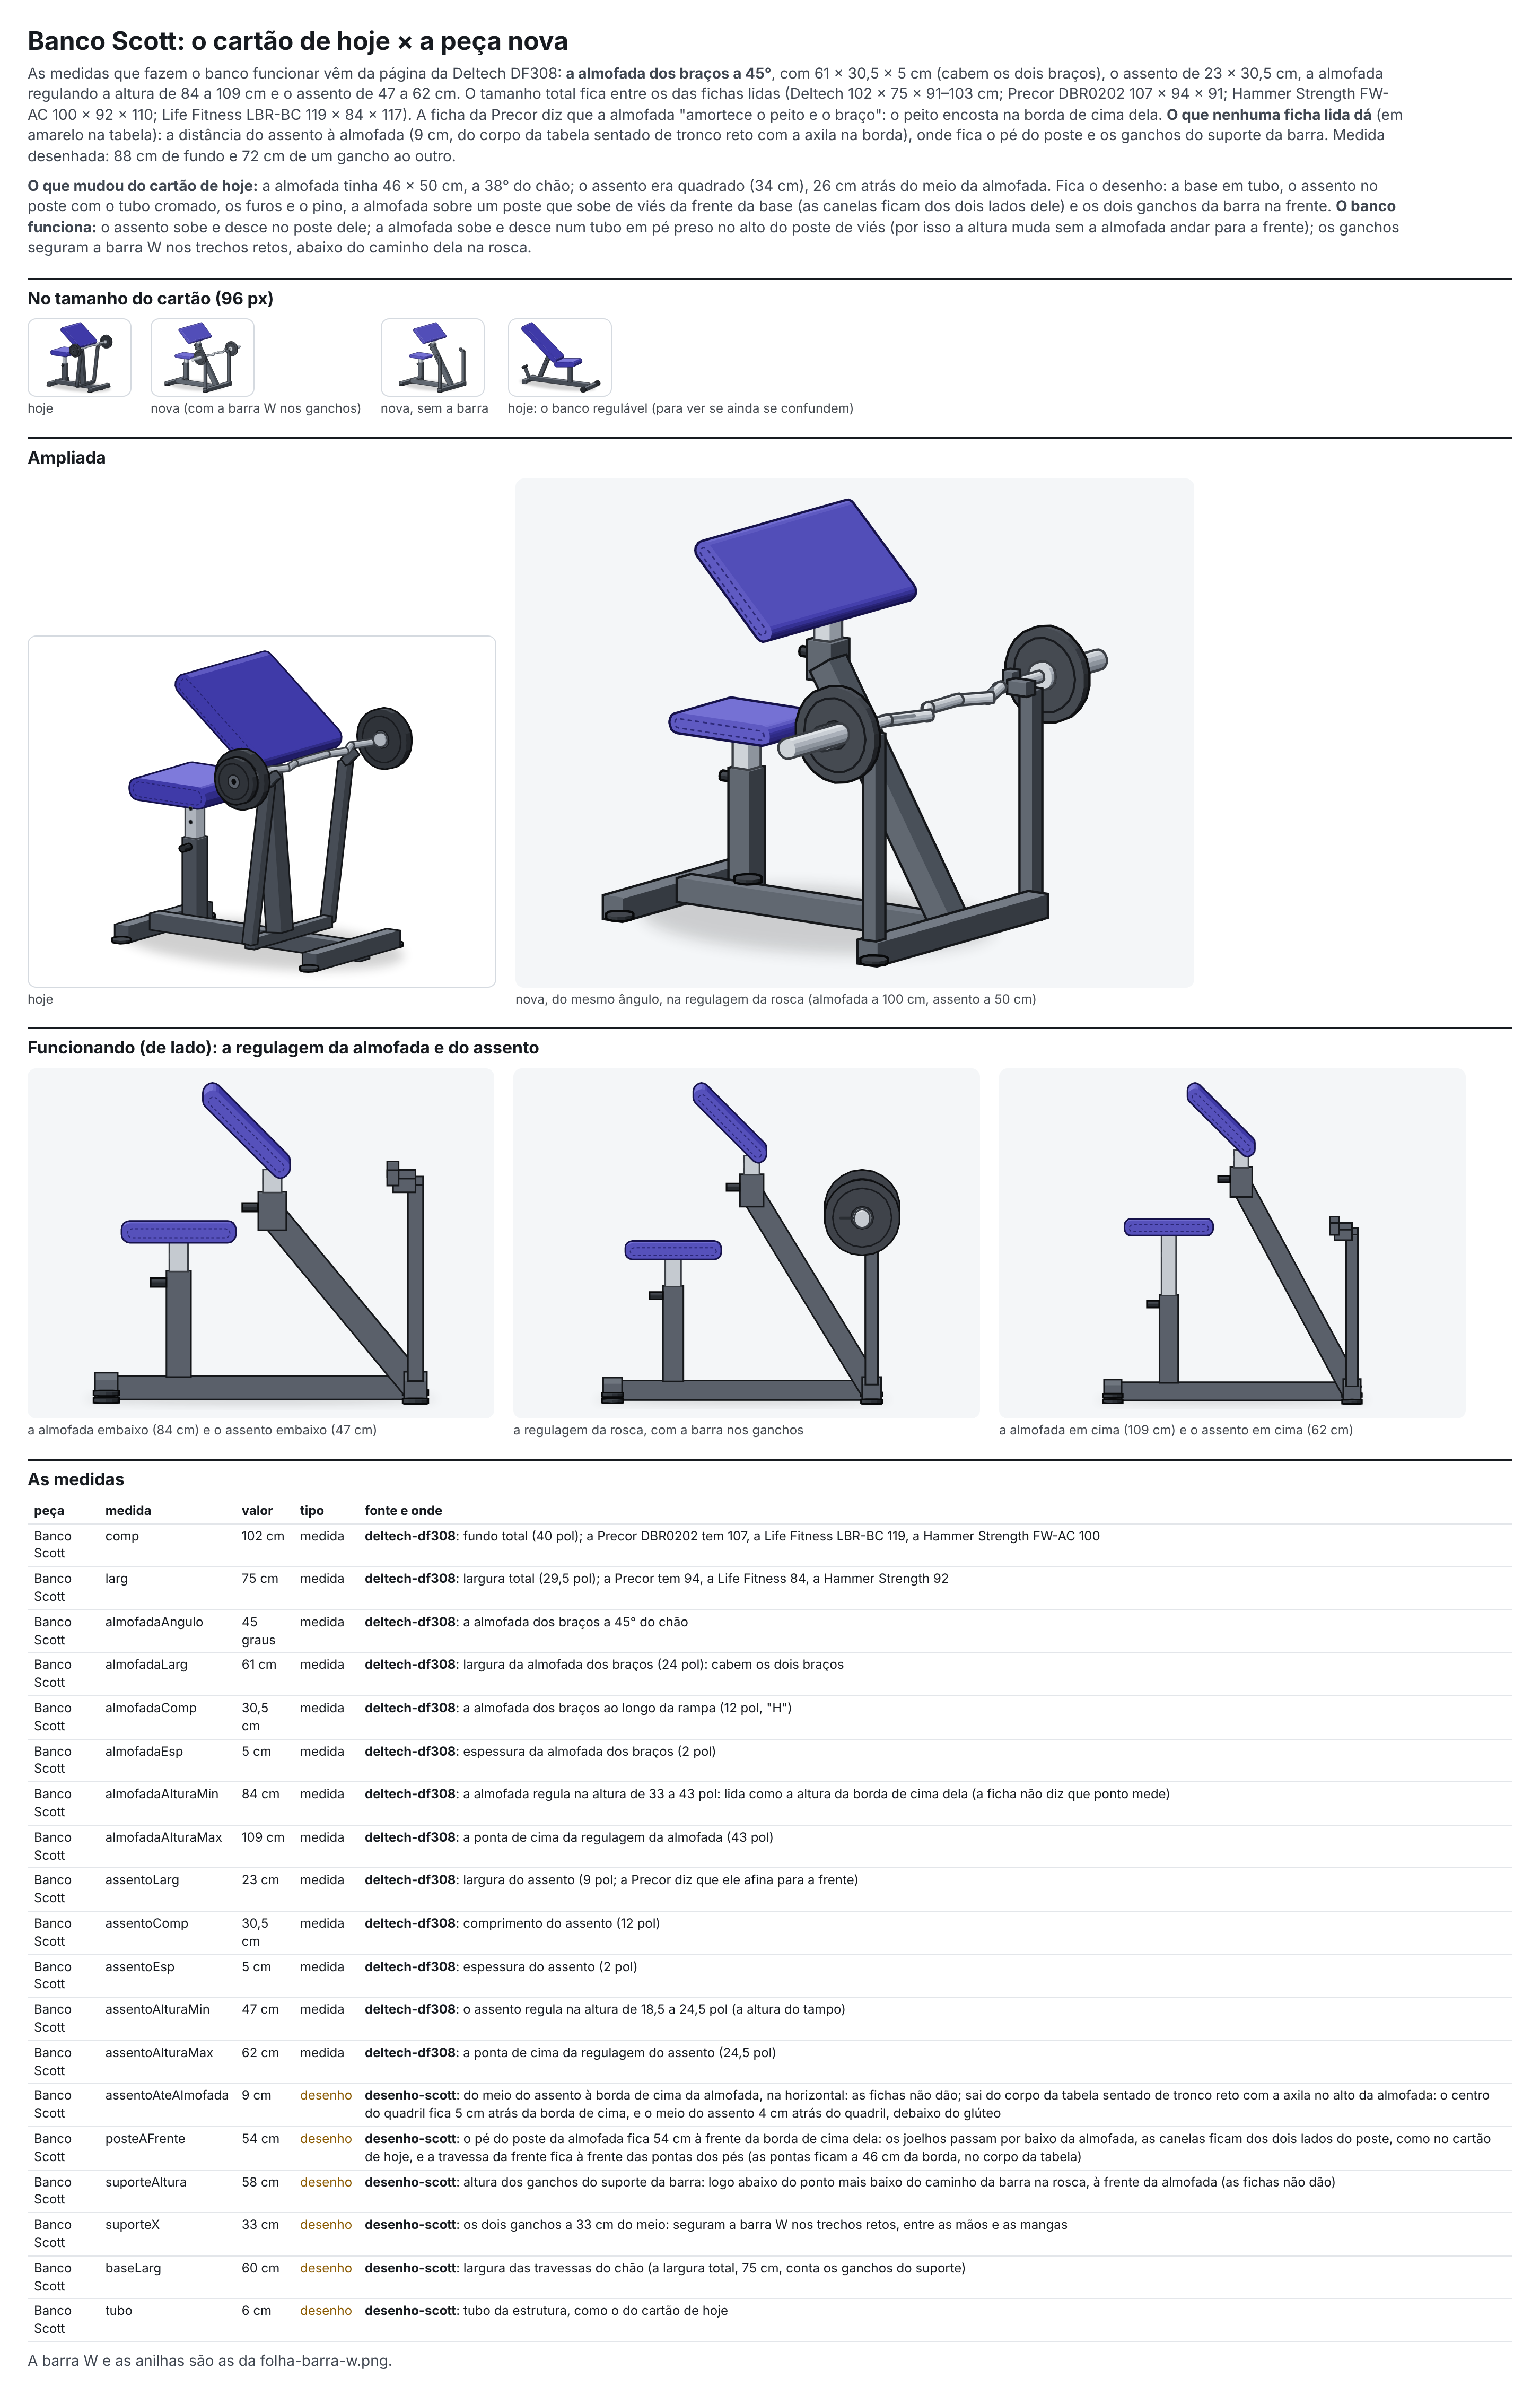 Banco Scott: o cartão de hoje × a peça nova
As medidas que fazem o banco funcionar vêm da página da Deltech DF308: a almofada dos braços a 45°, com 61 × 30,5 × 5 cm (cabem os dois braços), o assento de 23 × 30,5 cm, a almofada
regulando a altura de 84 a 109 cm e o assento de 47 a 62 cm. O tamanho total fica entre os das fichas lidas (Deltech 102 × 75 × 91–103 cm; Precor DBR0202 107 × 94 × 91; Hammer Strength FW-
AC 100 × 92 × 110; Life Fitness LBR-BC 119 × 84 × 117). A ficha da Precor diz que a almofada "amortece o peito e o braço": o peito encosta na borda de cima dela. O que nenhuma ficha lida dá (em
amarelo na tabela): a distância do assento à almofada (9 cm, do corpo da tabela sentado de tronco reto com a axila na borda), onde fica o pé do poste e os ganchos do suporte da barra. Medida
desenhada: 88 cm de fundo e 72 cm de um gancho ao outro.
O que mudou do cartão de hoje: a almofada tinha 46 × 50 cm, a 38° do chão; o assento era quadrado (34 cm), 26 cm atrás do meio da almofada. Fica o desenho: a base em tubo, o assento no
poste com o tubo cromado, os furos e o pino, a almofada sobre um poste que sobe de viés da frente da base (as canelas ficam dos dois lados dele) e os dois ganchos da barra na frente. O banco
funciona: o assento sobe e desce no poste dele; a almofada sobe e desce num tubo em pé preso no alto do poste de viés (por isso a altura muda sem a almofada andar para a frente); os ganchos
seguram a barra W nos trechos retos, abaixo do caminho dela na rosca.
No tamanho do cartão (96 px)
hoje
nova (com a barra W nos ganchos)
nova, sem a barra
hoje: o banco regulável (para ver se ainda se confundem)
Ampliada
hoje
nova, do mesmo ângulo, na regulagem da rosca (almofada a 100 cm, assento a 50 cm)
Funcionando (de lado): a regulagem da almofada e do assento
a almofada embaixo (84 cm) e o assento embaixo (47 cm)
a regulagem da rosca, com a barra nos ganchos
a almofada em cima (109 cm) e o assento em cima (62 cm)
As medidas
peça medida valor tipo fonte e onde
Banco Scott comp 102 cm medida deltech-df308: fundo total (40 pol); a Precor DBR0202 tem 107, a Life Fitness LBR-BC 119, a Hammer Strength FW-AC 100
Banco Scott larg 75 cm medida deltech-df308: largura total (29,5 pol); a Precor tem 94, a Life Fitness 84, a Hammer Strength 92
Banco Scott almofadaAngulo 45 graus medida deltech-df308: a almofada dos braços a 45° do chão
Banco Scott almofadaLarg 61 cm medida deltech-df308: largura da almofada dos braços (24 pol): cabem os dois braços
Banco Scott almofadaComp 30,5 cm medida deltech-df308: a almofada dos braços ao longo da rampa (12 pol, "H")
Banco Scott almofadaEsp 5 cm medida deltech-df308: espessura da almofada dos braços (2 pol)
Banco Scott almofadaAlturaMin 84 cm medida deltech-df308: a almofada regula na altura de 33 a 43 pol: lida como a altura da borda de cima dela (a ficha não diz que ponto mede)
Banco Scott almofadaAlturaMax 109 cm medida deltech-df308: a ponta de cima da regulagem da almofada (43 pol)
Banco Scott assentoLarg 23 cm medida deltech-df308: largura do assento (9 pol; a Precor diz que ele afina para a frente)
Banco Scott assentoComp 30,5 cm medida deltech-df308: comprimento do assento (12 pol)
Banco Scott assentoEsp 5 cm medida deltech-df308: espessura do assento (2 pol)
Banco Scott assentoAlturaMin 47 cm medida deltech-df308: o assento regula na altura de 18,5 a 24,5 pol (a altura do tampo)
Banco Scott assentoAlturaMax 62 cm medida deltech-df308: a ponta de cima da regulagem do assento (24,5 pol)
Banco Scott assentoAteAlmofada 9 cm desenho desenho-scott: do meio do assento à borda de cima da almofada, na horizontal: as fichas não dão; sai do corpo da tabela sentado de tronco reto com a axila no alto da almofada: o centro
do quadril fica 5 cm atrás da borda de cima, e o meio do assento 4 cm atrás do quadril, debaixo do glúteo
Banco Scott posteAFrente 54 cm desenho desenho-scott: o pé do poste da almofada fica 54 cm à frente da borda de cima dela: os joelhos passam por baixo da almofada, as canelas ficam dos dois lados do poste, como no cartão
de hoje, e a travessa da frente fica à frente das pontas dos pés (as pontas ficam a 46 cm da borda, no corpo da tabela)
Banco Scott suporteAltura 58 cm desenho desenho-scott: altura dos ganchos do suporte da barra: logo abaixo do ponto mais baixo do caminho da barra na rosca, à frente da almofada (as fichas não dão)
Banco Scott suporteX 33 cm desenho desenho-scott: os dois ganchos a 33 cm do meio: seguram a barra W nos trechos retos, entre as mãos e as mangas
Banco Scott baseLarg 60 cm desenho desenho-scott: largura das travessas do chão (a largura total, 75 cm, conta os ganchos do suporte)
Banco Scott tubo 6 cm desenho desenho-scott: tubo da estrutura, como o do cartão de hoje
A barra W e as anilhas são as da folha-barra-w.png.